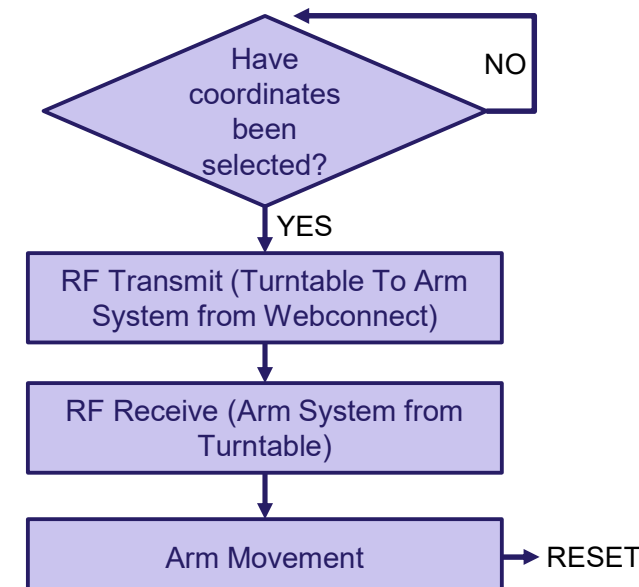 Have
coordinates
been
selected?
NO
YES
RF Transmit (Turntable To Arm
System from Webconnect)
RF Receive (Arm System from
Turntable)
Arm Movement
RESET